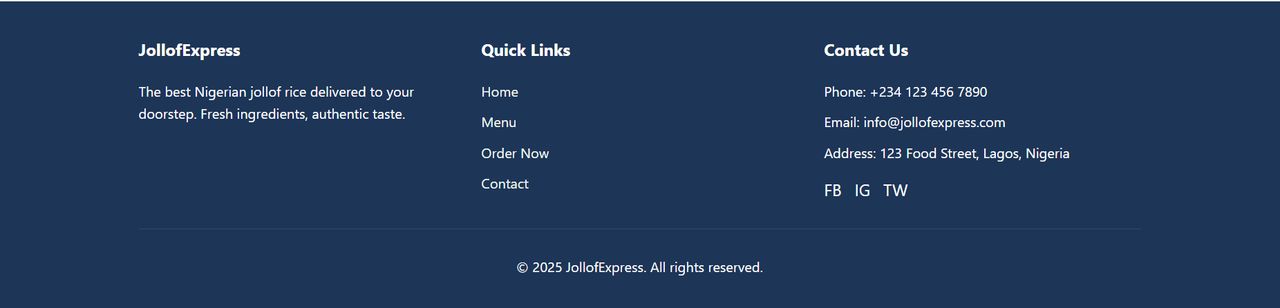 JollofExpress
The best Nigerian jollof rice delivered to your
doorstep. Fresh ingredients, authentic taste.
Quick Links
Home
Menu
Order Now
Contact
Contact Us
Phone: +234 123 456 7890
Email: info@jollofexpress.com
Address: 123 Food Street, Lagos, Nigeria
FB IG TW
© 2025 JollofExpress. All rights reserved.